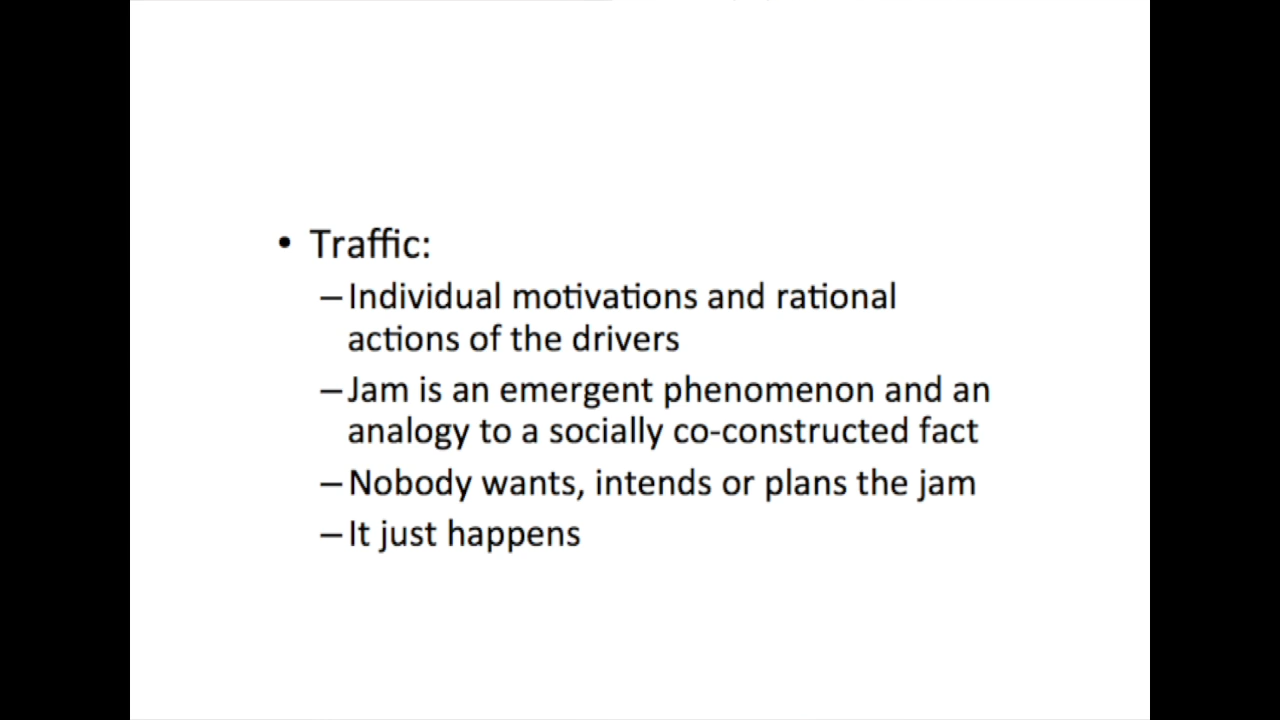 • Traffic:
–Individual motivations and rational
actions of the drivers
–Jam is an emergent phenomenon and an
analogy to a socially co-constructed fact
–Nobody wants, intends or plans the jam
–It just happens